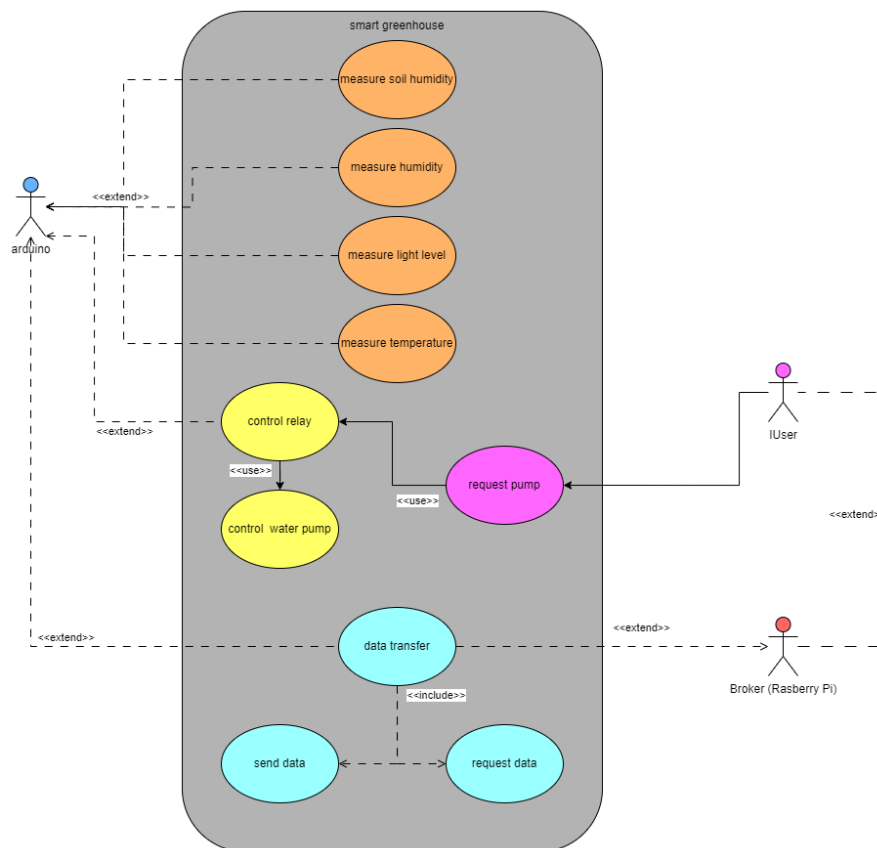 smart greenhouse
measure soil humidity
measure humidity
<<extend>>
arduino
measure light level
measure temperature
control relay
<<extend>>
IUser
<<use>>
request pump
<<use>>
<<extend>>
control  water pump
<<extend>>
data transfer
<<extend>>
Broker (Rasberry Pi)
<<include>>
send data
request data